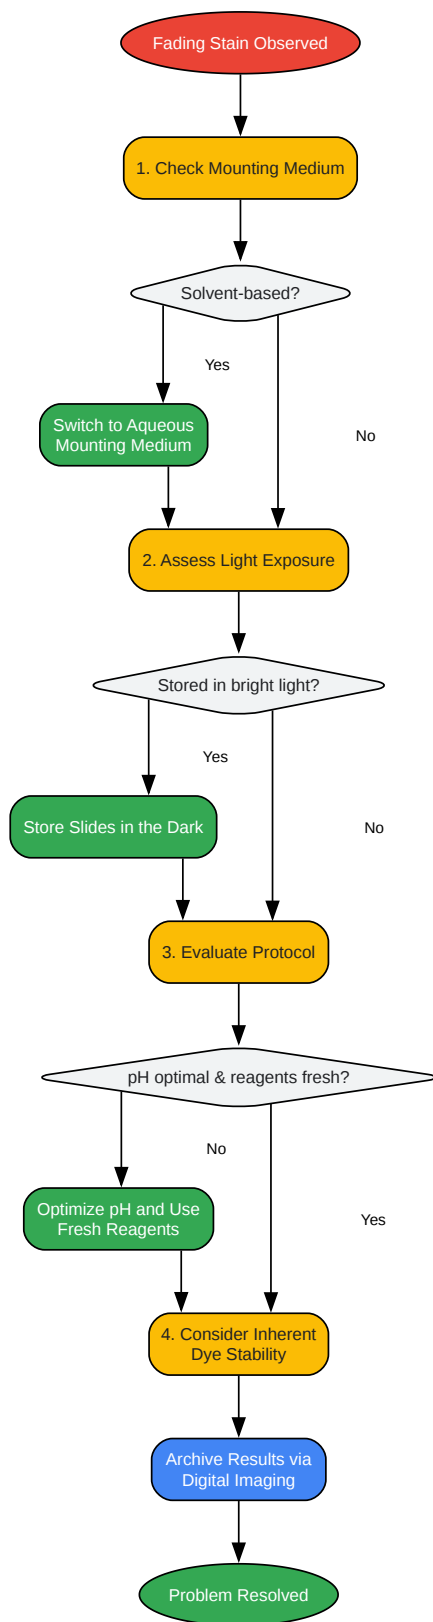 Fading Stain Observed
1. Check Mounting Medium
Solvent-based?
Yes
Switch to Aqueous
Mounting Medium
No
2. Assess Light Exposure
Stored in bright light?
Yes
Store Slides in the Dark
No
3. Evaluate Protocol
pH optimal & reagents fresh?
No
Optimize pH and Use
Fresh Reagents
Yes
4. Consider Inherent
Dye Stability
Archive Results via
Digital Imaging
Problem Resolved